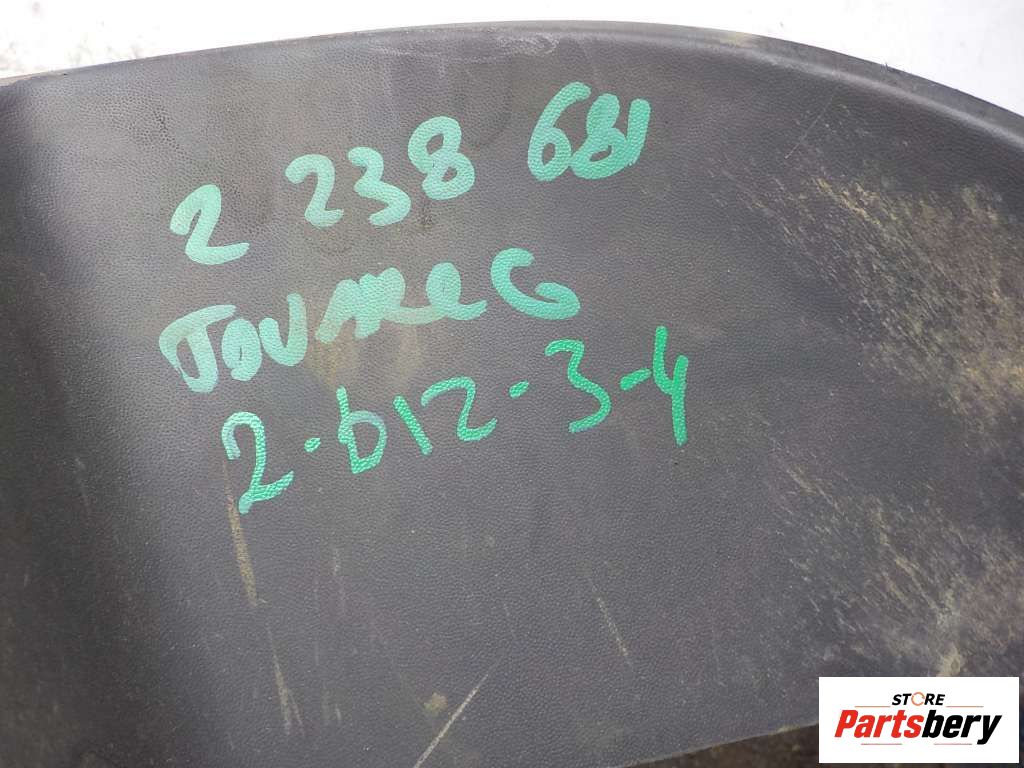 2 238 681
TOUAREG
2-b12-3-4
STORE
Partsbery